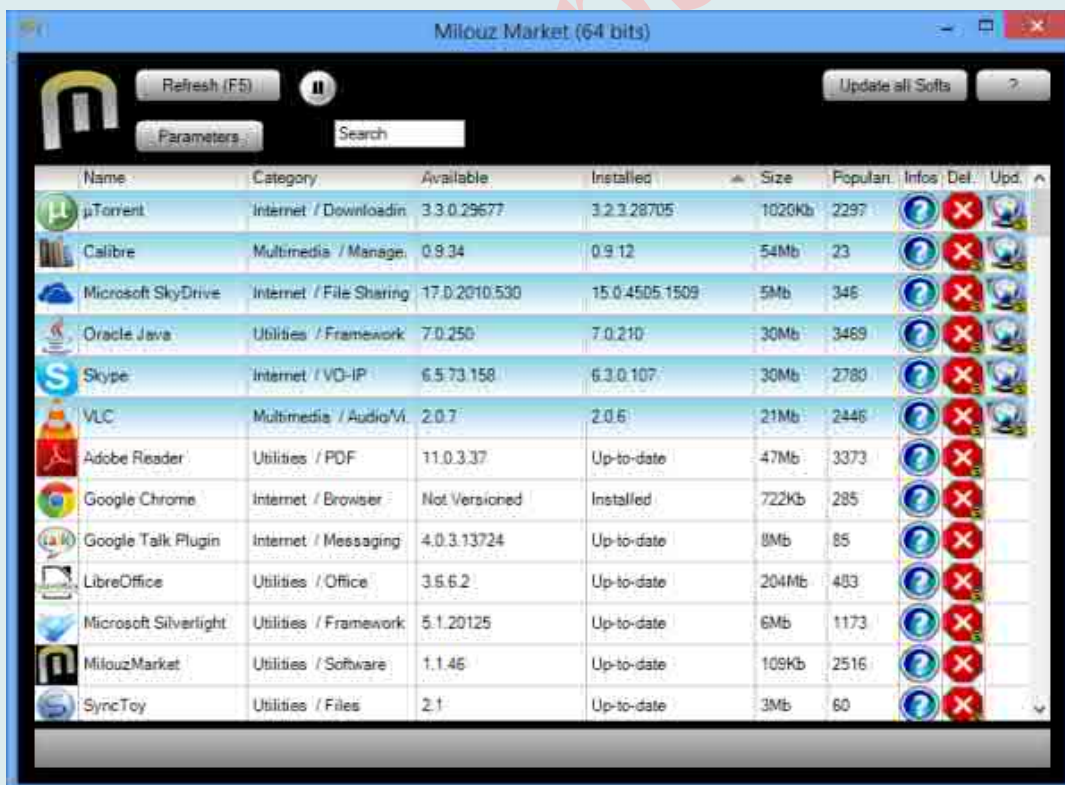 Milouz Market (64 bits)
Refresh (F5) Update all Softs ?
Parameters Search
Name Category Available Installed Size Populari. Infos Del. Upd.
µTorrent Internet / Downloadin 3.3.0.29677 3.2.3.28705 1020Kb 2297
Calibre Multimedia / Manage. 0.9.34 0.9.12 54Mb 23
Microsoft SkyDrive Internet / File Sharing 17.0.2010.530 15.0.4505.1509 5Mb 346
Oracle Java Utilities / Framework 7.0.250 7.0.210 30Mb 3469
Skype Internet / VO-IP 6.5.73.158 6.3.0.107 30Mb 2780
VLC Multimedia / Audio/Vi. 2.0.7 2.0.6 21Mb 2446
Adobe Reader Utilities / PDF 11.0.3.37 Up-to-date 47Mb 3373
Google Chrome Internet / Browser Not Versioned Installed 722Kb 285
Google Talk Plugin Internet / Messaging 4.0.3.13724 Up-to-date 8Mb 85
LibreOffice Utilities / Office 3.6.6.2 Up-to-date 204Mb 483
Microsoft Silverlight Utilities / Framework 5.1.20125 Up-to-date 6Mb 1173
MilouzMarket Utilities / Software 1.1.46 Up-to-date 109Kb 2516
SyncToy Utilities / Files 2.1 Up-to-date 3Mb 60